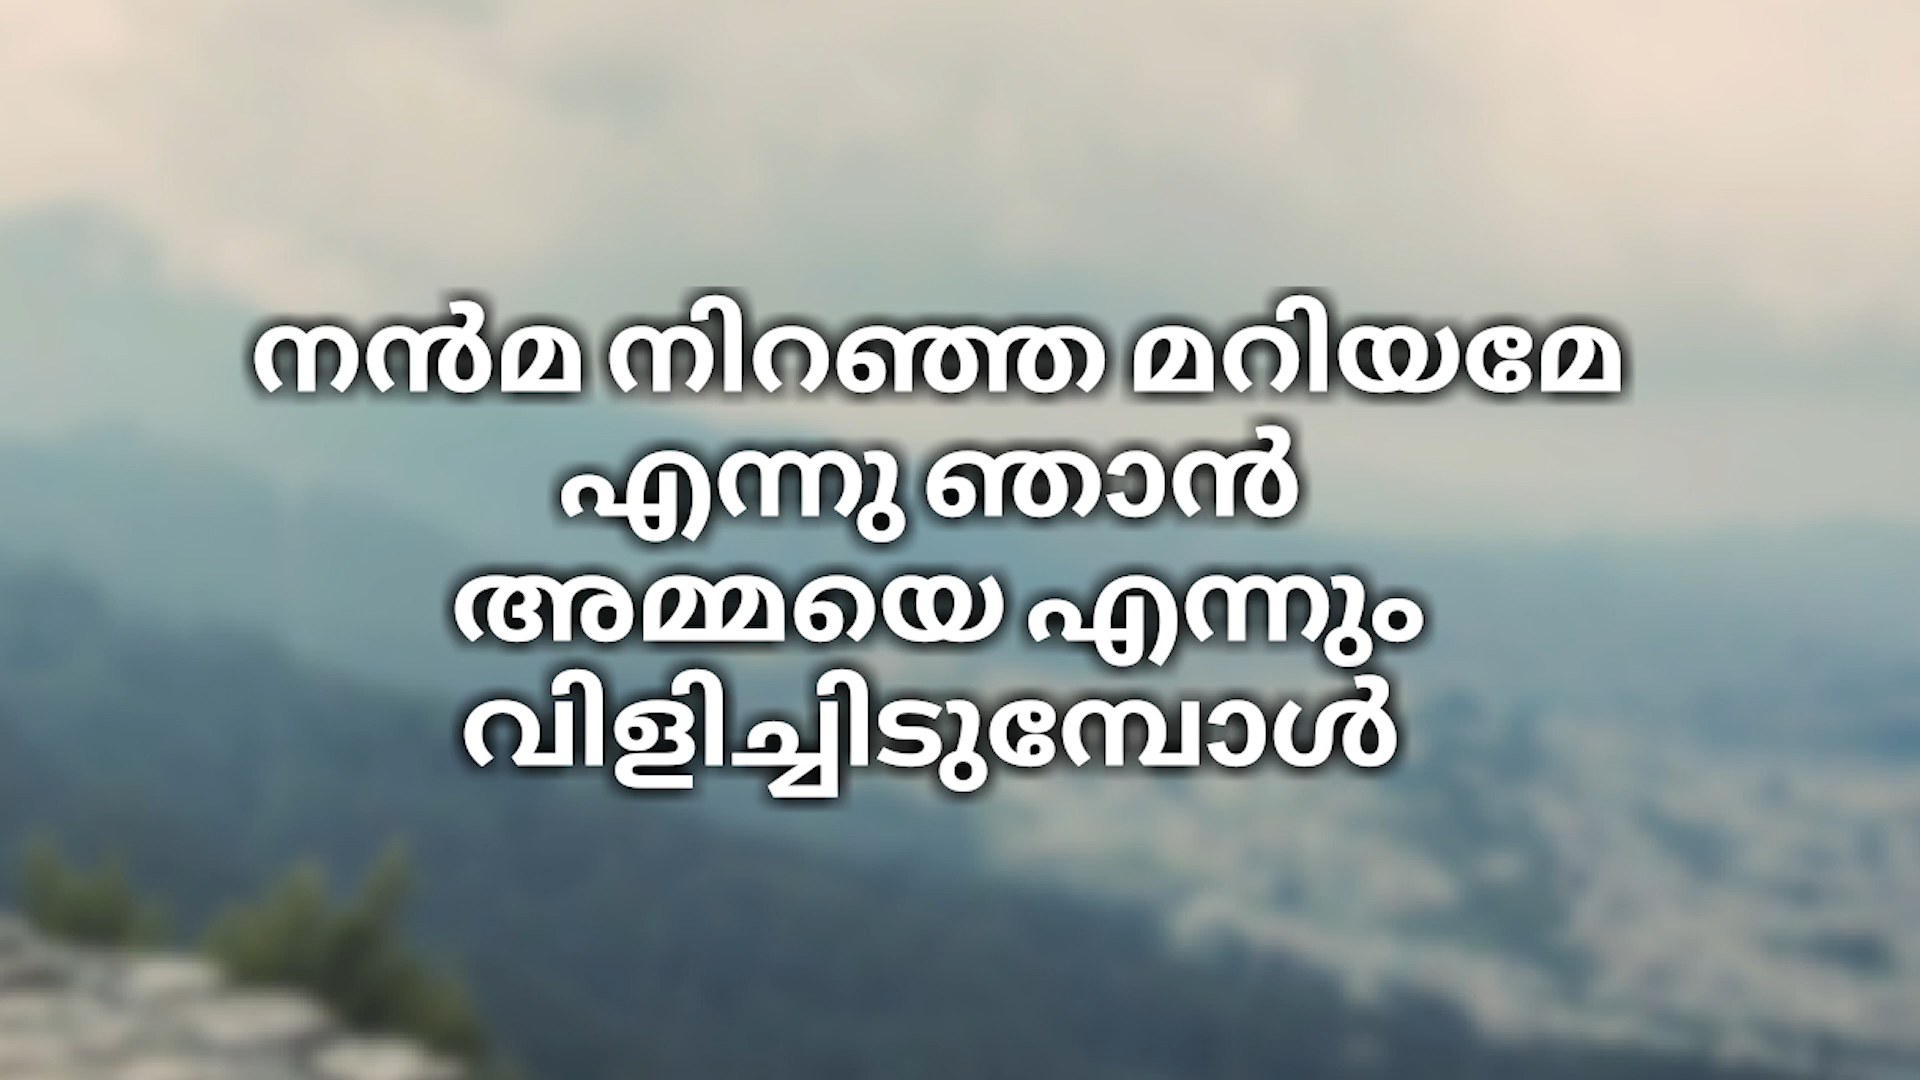 നൻമ നിറഞ്ഞ മറിയമേ
എന്നു ഞാൻ
അമ്മയെ എന്നും
വിളിച്ചിടുമ്പോൾ